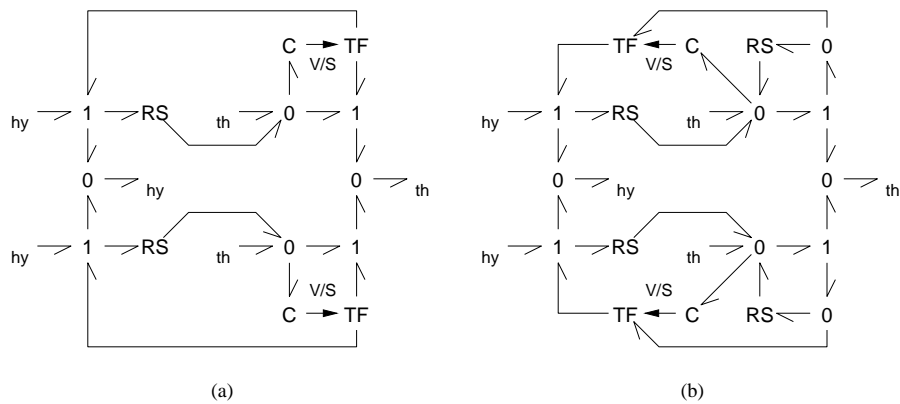 C TF TF C RS 0
V/S V/S
hy 1 RS th 0 1 hy 1 RS th 0 1
0 hy 0 th 0 hy 0 th
hy 1 RS th 0 1 hy 1 RS th 0 1
V/S V/S
C TF TF C RS 0
(a) (b)